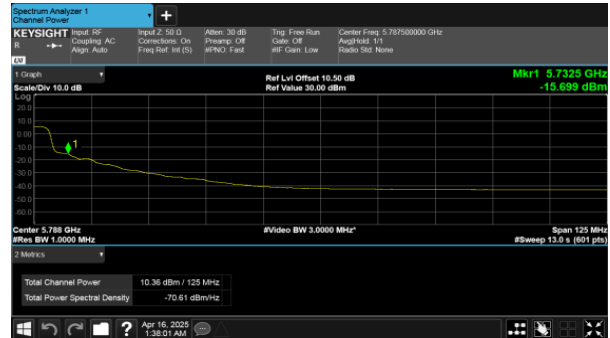 Spectrum Analyzer 1
Channel Power
+
KEYSIGHT Input: RF Input Z: 50 Ω Atten: 30 dB Trig: Free Run Center Freq: 5.787500000 GHz
R Coupling: AC Corrections: On Preamp: Off Gate: Off Avg|Hold: 1/1
Align: Auto Freq Ref: Int (S) #PNO: Fast #IF Gain: Low Radio Std: None
LXI
1 Graph Ref Lvl Offset 10.50 dB Mkr1 5.7325 GHz
Scale/Div 10.0 dB Ref Value 30.00 dBm -15.699 dBm
Log
20.0
10.0
0.00
-10.0
1
-20.0
-30.0
-40.0
-50.0
-60.0
Center 5.788 GHz #Video BW 3.0000 MHz* Span 125 MHz
#Res BW 1.0000 MHz #Sweep 13.0 s (601 pts)
2 Metrics
Total Channel Power 10.36 dBm / 125 MHz
Total Power Spectral Density -70.61 dBm/Hz
? Apr 16, 2025
1:38:01 AM